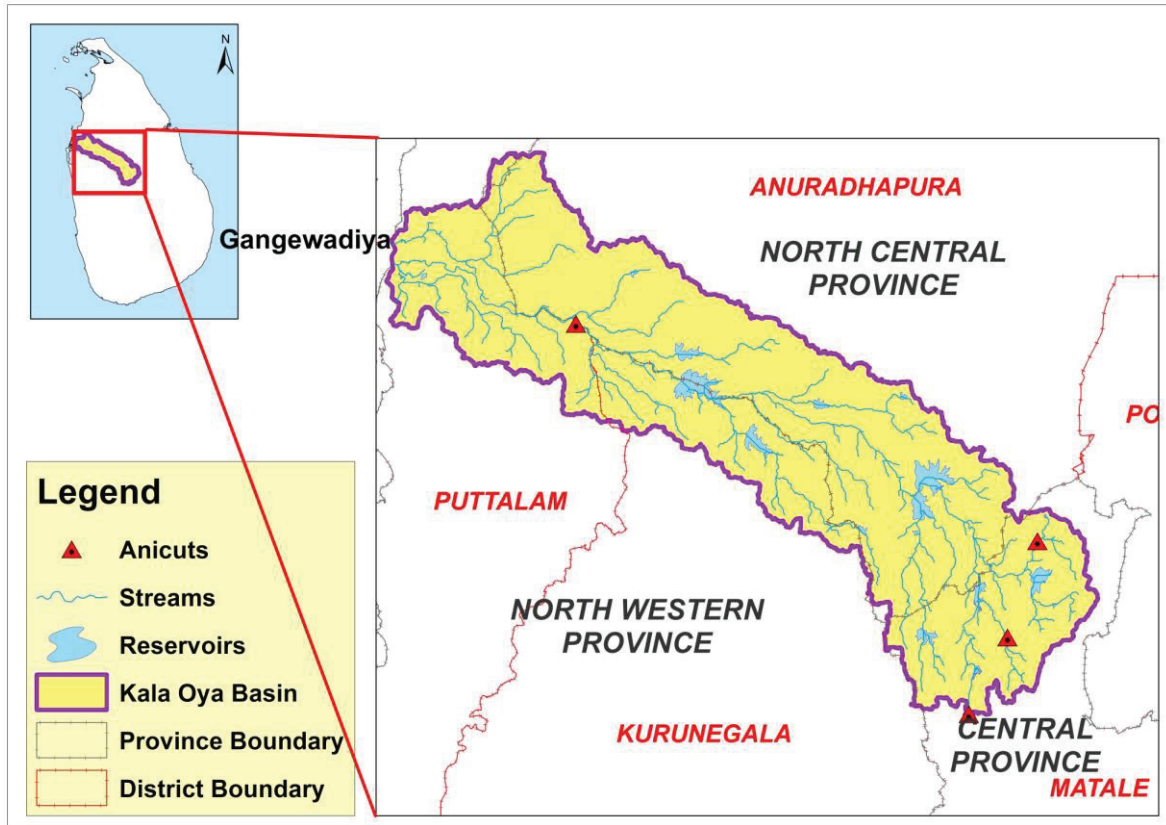 N
Gangewadiya
ANURADHAPURA
NORTH CENTRAL
PROVINCE
PO
PUTTALAM
NORTH WESTERN
PROVINCE
KURUNEGALA
CENTRAL
PROVINCE
MATALE
Legend
Anicuts
Streams
Reservoirs
Kala Oya Basin
Province Boundary
District Boundary